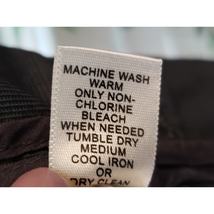 MACHINE WASH
WARM
ONLY NON-
CHLORINE
BLEACH
WHEN NEEDED
TUMBLE DRY
MEDIUM
COOL IRON
OR
DRY CLEAN